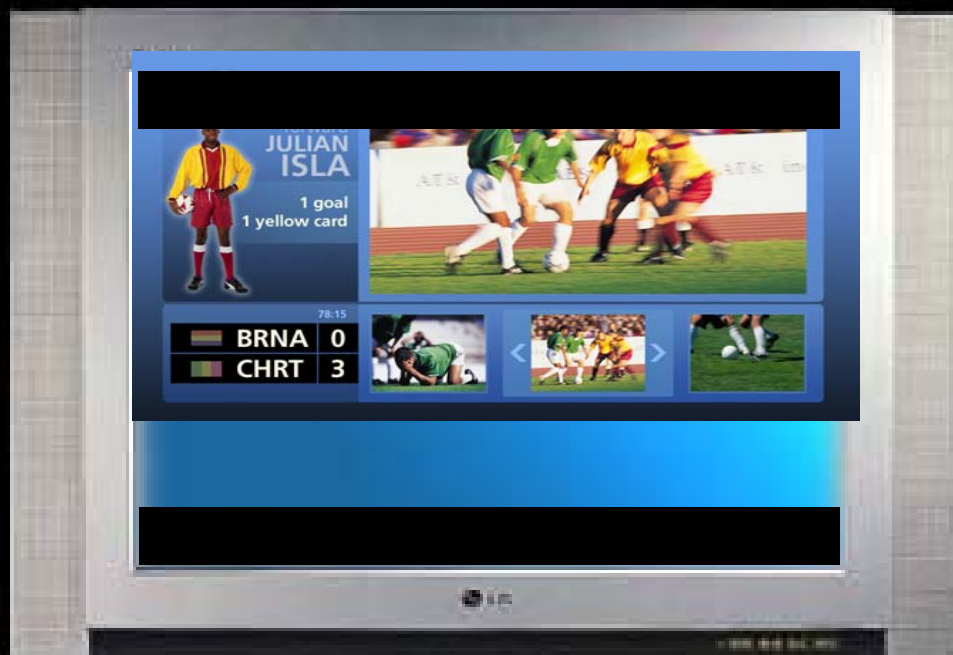 JULIAN
ISLA
1 goal
1 yellow card
78:15
BRNA 0
CHRT 3